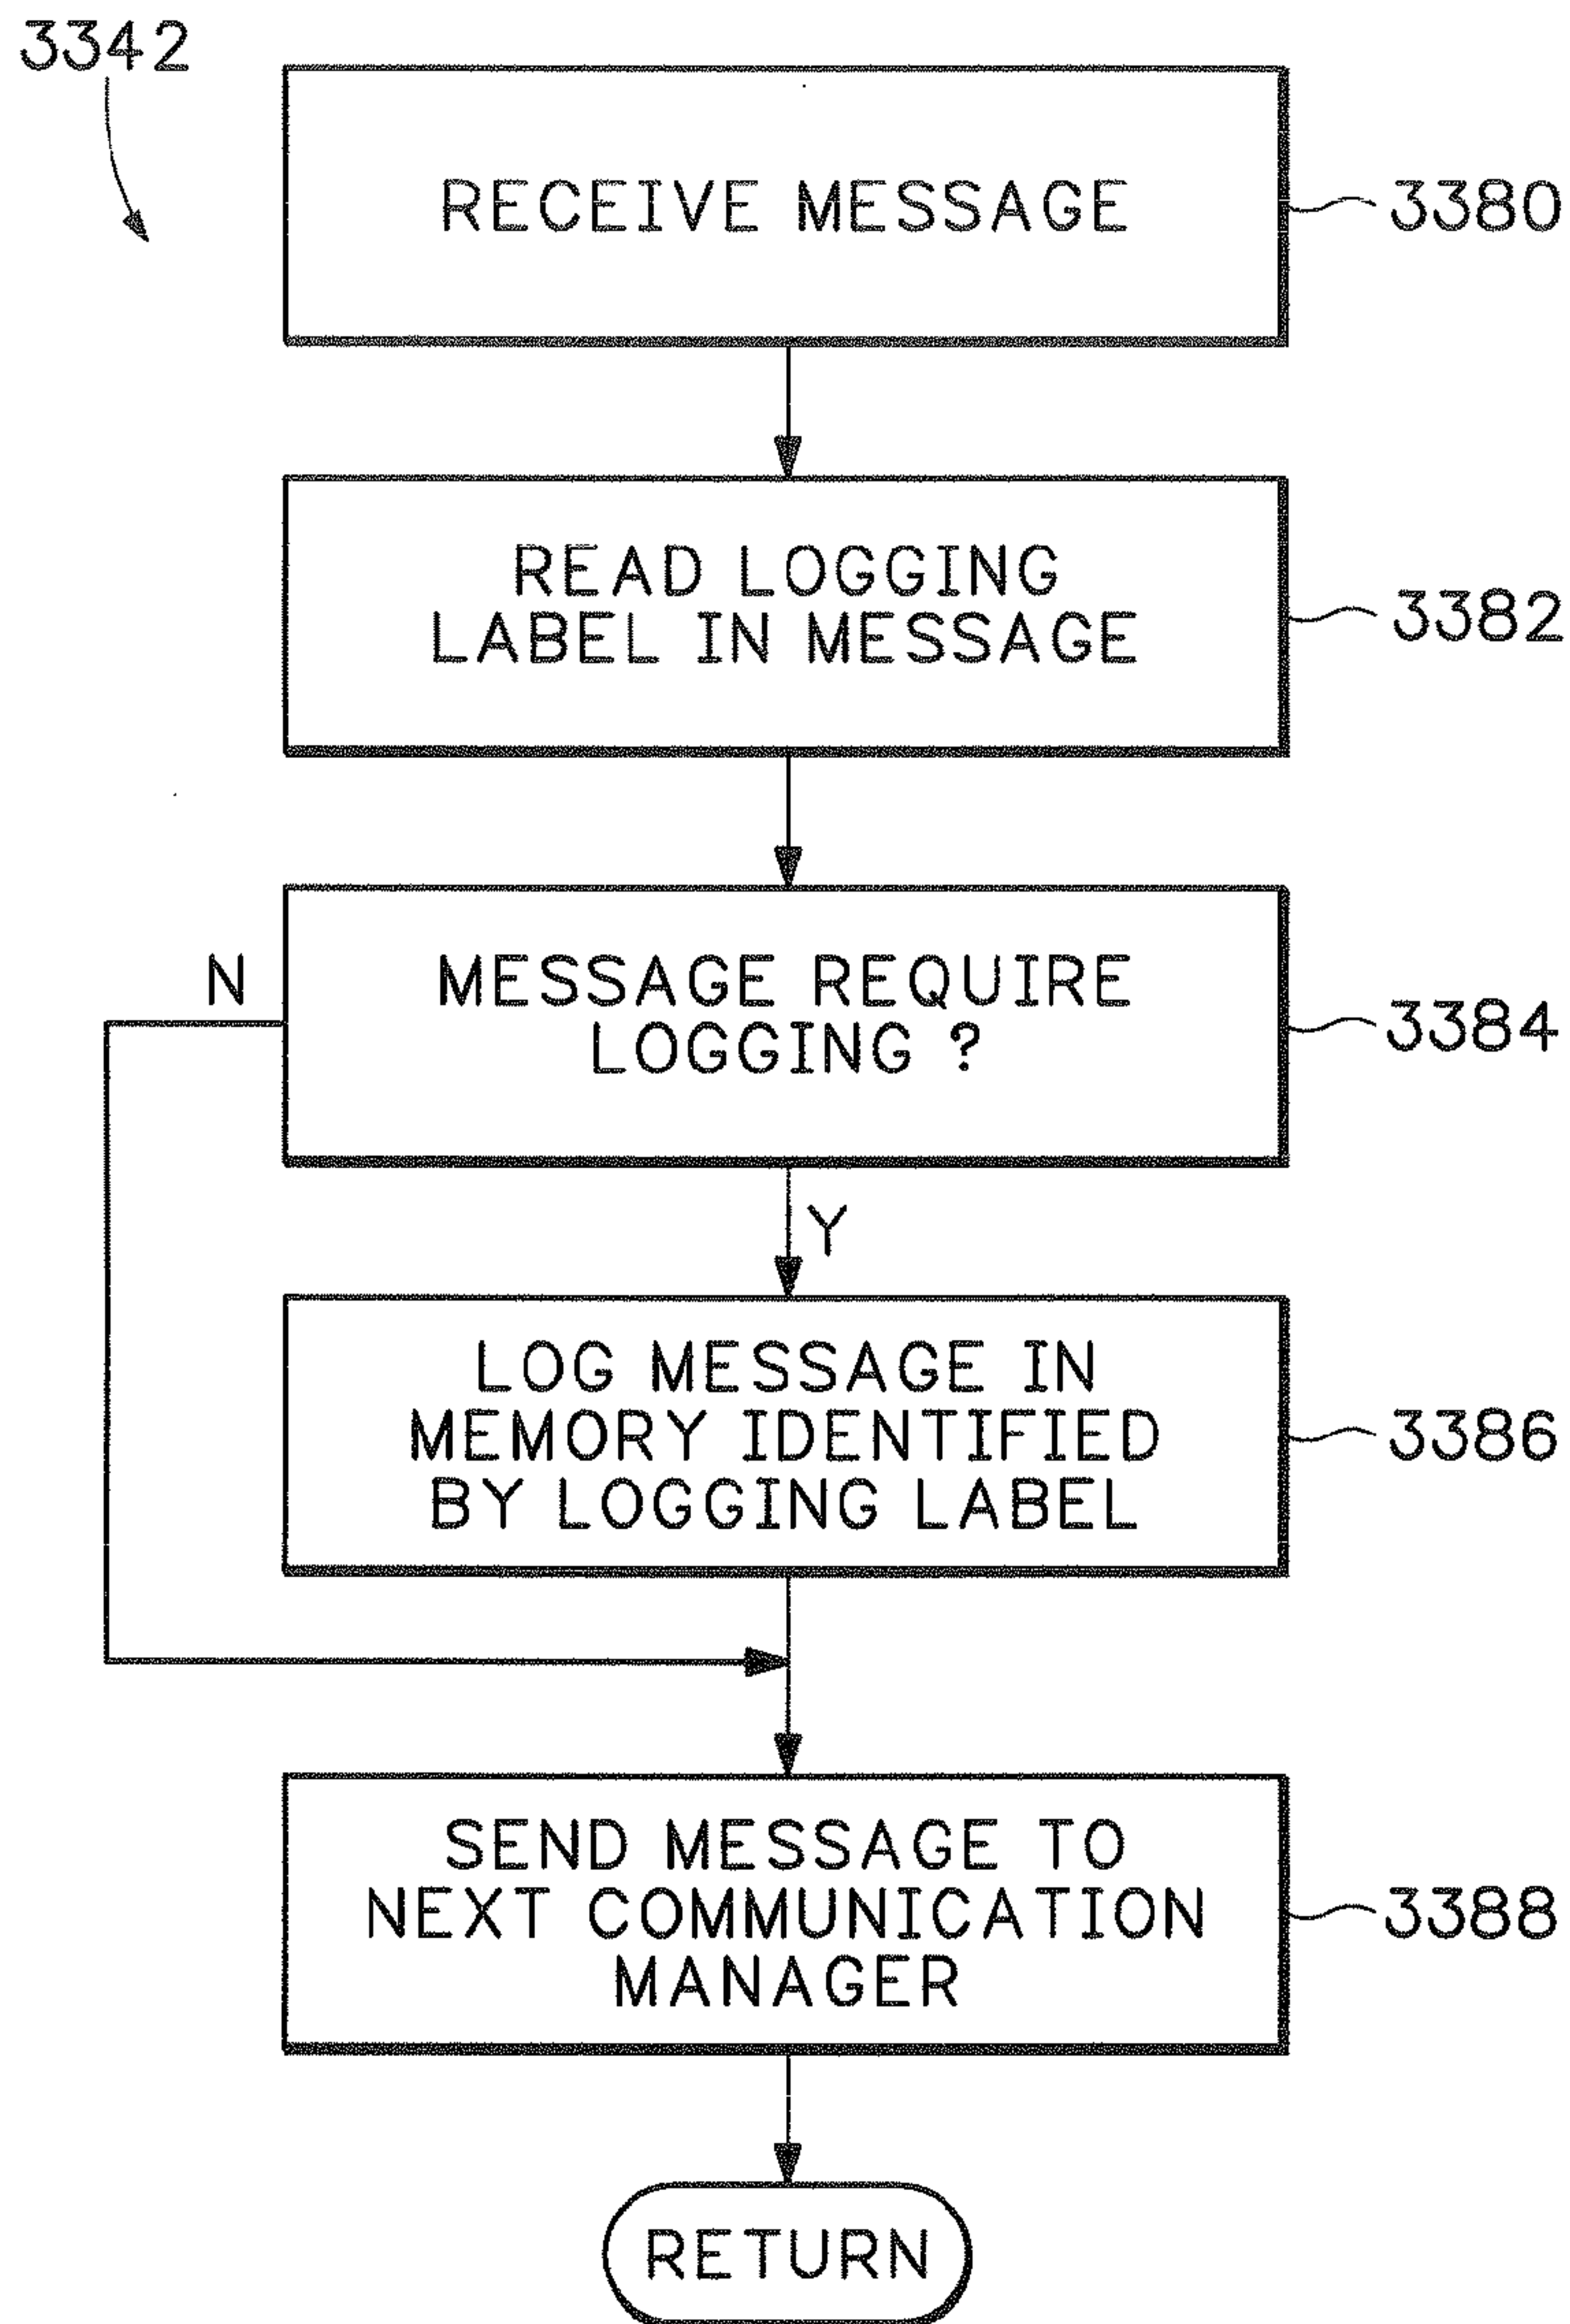 3342
RECEIVE MESSAGE
3380
READ LOGGING
LABEL IN MESSAGE
3382
N
MESSAGE REQUIRE
LOGGING ?
3384
Y
LOG MESSAGE IN
MEMORY IDENTIFIED
BY LOGGING LABEL
3386
SEND MESSAGE TO
NEXT COMMUNICATION
MANAGER
3388
RETURN